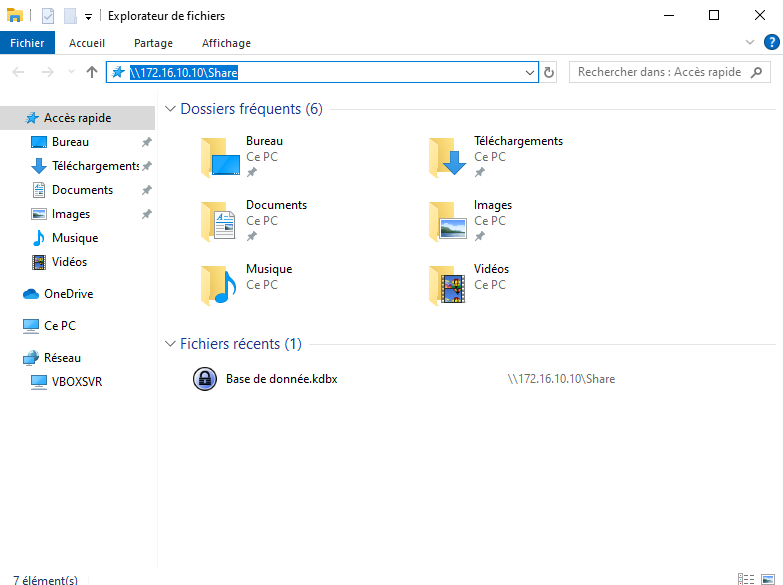 Explorateur de fichiers
Fichier Accueil Partage Affichage
\\172.16.10.10\Share
Rechercher dans : Accès rapide
Accès rapide
Bureau
Téléchargements
Documents
Images
Musique
Vidéos
OneDrive
Ce PC
Réseau
VBOXSVR
Dossiers fréquents (6)
Bureau
Ce PC
Téléchargements
Ce PC
Documents
Ce PC
Images
Ce PC
Musique
Ce PC
Vidéos
Ce PC
Fichiers récents (1)
Base de donnée.kdbx \\172.16.10.10\Share
7 élément(s)